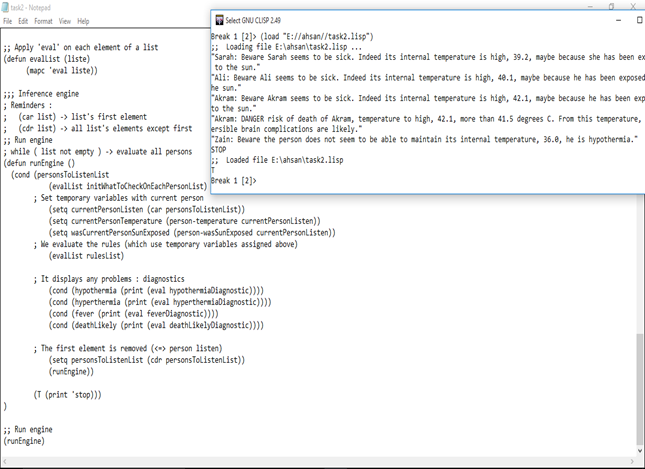 task2 - Notepad
File Edit Format View Help
;; Apply 'eval' on each element of a list
(defun evalList (liste)
(mapc 'eval liste))
;;; Inference engine
; Reminders :
; (car list) -> list's first element
; (cdr list) -> all list's elements except first
;; Run engine
; while ( list not empty ) -> evaluate all persons
(defun runEngine ()
(cond (personsToListenList
(evalList initWhatToCheckOnEachPersonList)
; Set temporary variables with current person
(setq currentPersonListen (car personsToListenList))
(setq currentPersonTemperature (person-temperature currentPersonListen))
(setq wasCurrentPersonSunExposed (person-wasSunExposed currentPersonListen))
; We evaluate the rules (which use temporary variables assigned above)
(evalList rulesList)
; It displays any problems : diagnostics
(cond (hypothermia (print (eval hypothermiaDiagnostic))))
(cond (hyperthermia (print (eval hyperthermiaDiagnostic))))
(cond (fever (print (eval feverDiagnostic))))
(cond (deathLikely (print (eval deathLikelyDiagnostic))))
; The first element is removed (<=> person listen)
(setq personsToListenList (cdr personsToListenList))
(runEngine))
(T (print 'stop)))
)
;; Run engine
(runEngine)
Select GNU CLISP 2.49
Break 1 [2]> (load "E://ahsan//task2.lisp")
;; Loading file E:\ahsan\task2.lisp ...
"Sarah: Beware Sarah seems to be sick. Indeed its internal temperature is high, 39.2, maybe because she has been ex
to the sun."
"Ali: Beware Ali seems to be sick. Indeed its internal temperature is high, 40.1, maybe because he has been exposed
he sun."
"Akram: Beware Akram seems to be sick. Indeed its internal temperature is high, 42.1, maybe because he has been exp
to the sun."
"Akram: DANGER risk of death of Akram, temperature to high, 42.1, more than 41.5 degrees C. From this temperature,
ersible brain complications are likely."
"Zain: Beware the person does not seem to be able to maintain its internal temperature, 36.0, he is hypothermia."
STOP
;; Loaded file E:\ahsan\task2.lisp
T
Break 1 [2]>